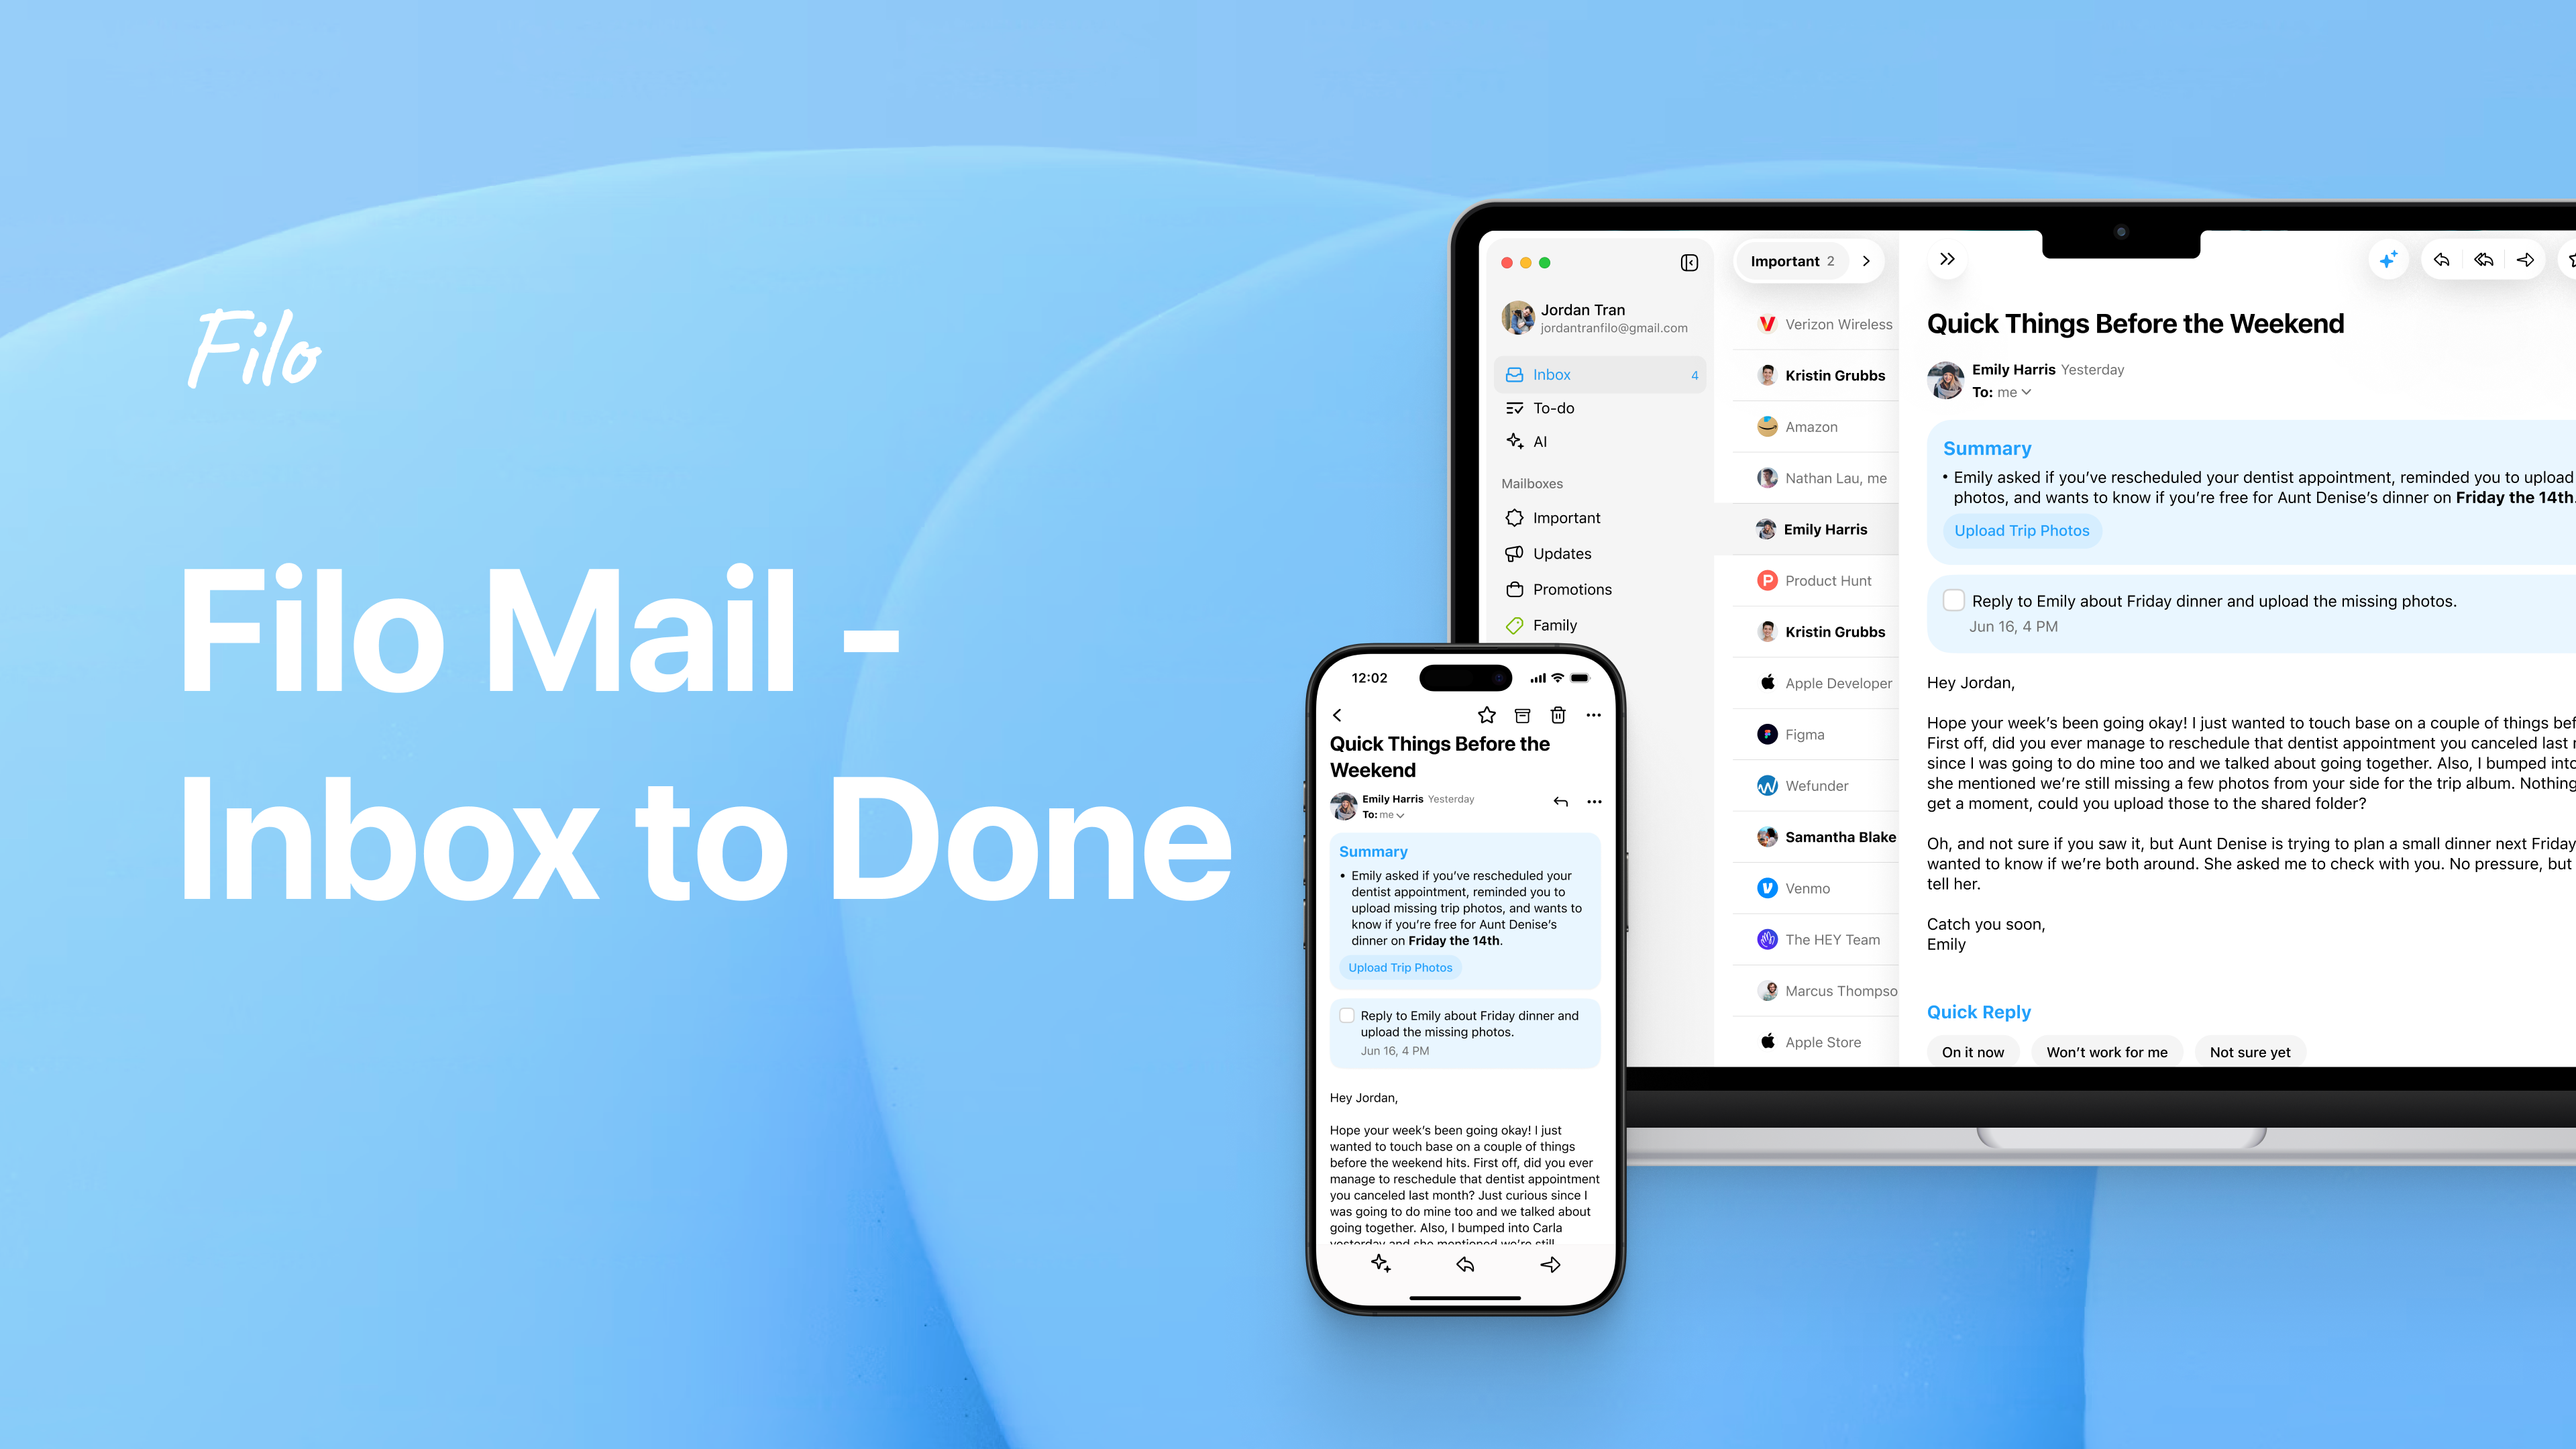 Filo
Filo Mail -
Inbox to Done
Jordan Tran
jordantranfilo@gmail.com
Inbox 4
To-do
AI
Mailboxes
Important
Updates
Promotions
Family
Important 2
Verizon Wireless
Kristin Grubbs
Amazon
Nathan Lau, me
Emily Harris
Product Hunt
Kristin Grubbs
Apple Developer
Figma
Wefunder
Samantha Blake
Venmo
The HEY Team
Marcus Thompso
Apple Store
Quick Things Before the Weekend
Emily Harris Yesterday
To: me
Summary
• Emily asked if you’ve rescheduled your dentist appointment, reminded you to upload
photos, and wants to know if you’re free for Aunt Denise’s dinner on Friday the 14th.
Upload Trip Photos
Reply to Emily about Friday dinner and upload the missing photos.
Jun 16, 4 PM
Hey Jordan,
Hope your week’s been going okay! I just wanted to touch base on a couple of things bef
First off, did you ever manage to reschedule that dentist appointment you canceled last
since I was going to do mine too and we talked about going together. Also, I bumped into
she mentioned we’re still missing a few photos from your side for the trip album. Nothing
get a moment, could you upload those to the shared folder?
Oh, and not sure if you saw it, but Aunt Denise is trying to plan a small dinner next Friday
wanted to know if we’re both around. She asked me to check with you. No pressure, but
tell her.
Catch you soon,
Emily
Quick Reply
On it now
Won’t work for me
Not sure yet
12:02
Quick Things Before the
Weekend
Emily Harris Yesterday
To: me
Summary
• Emily asked if you’ve rescheduled your
dentist appointment, reminded you to
upload missing trip photos, and wants to
know if you’re free for Aunt Denise’s
dinner on Friday the 14th.
Upload Trip Photos
Reply to Emily about Friday dinner and
upload the missing photos.
Jun 16, 4 PM
Hey Jordan,
Hope your week’s been going okay! I just
wanted to touch base on a couple of things
before the weekend hits. First off, did you ever
manage to reschedule that dentist appointment
you canceled last month? Just curious since I
was going to do mine too and we talked about
going together. Also, I bumped into Carla
yesterday and she mentioned we’re still